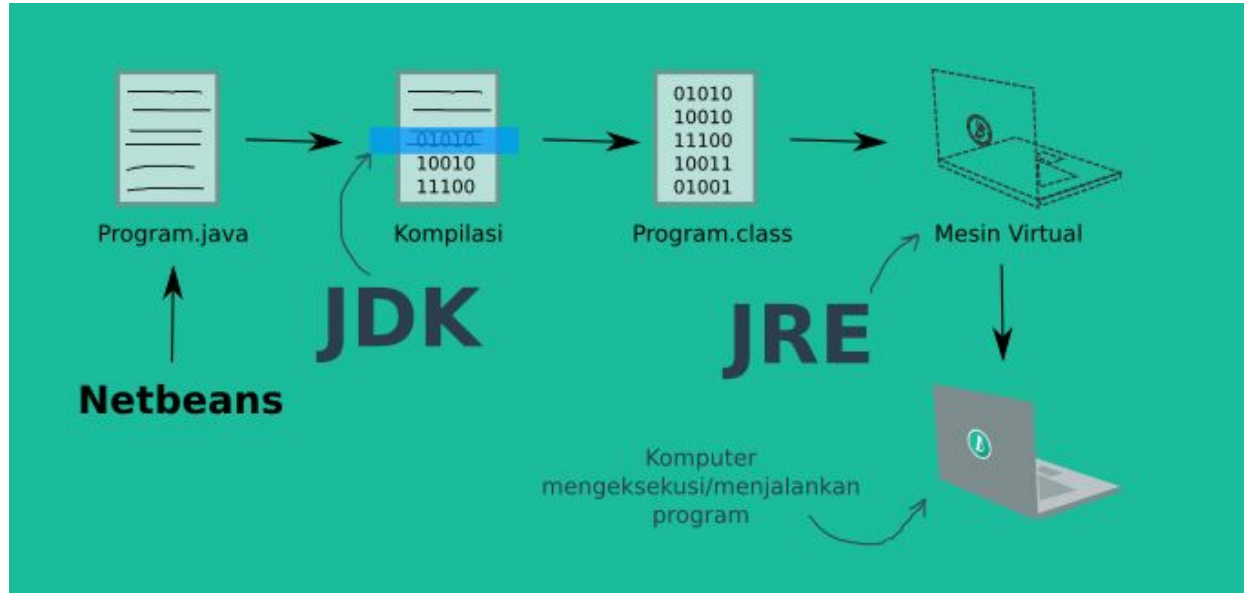 01010
10010
11100
01010
10010
11100
10011
01001
Program.java
Kompilasi
Program.class
Mesin Virtual
JDK
JRE
Netbeans
Komputer
mengeksekusi/menjalankan
program